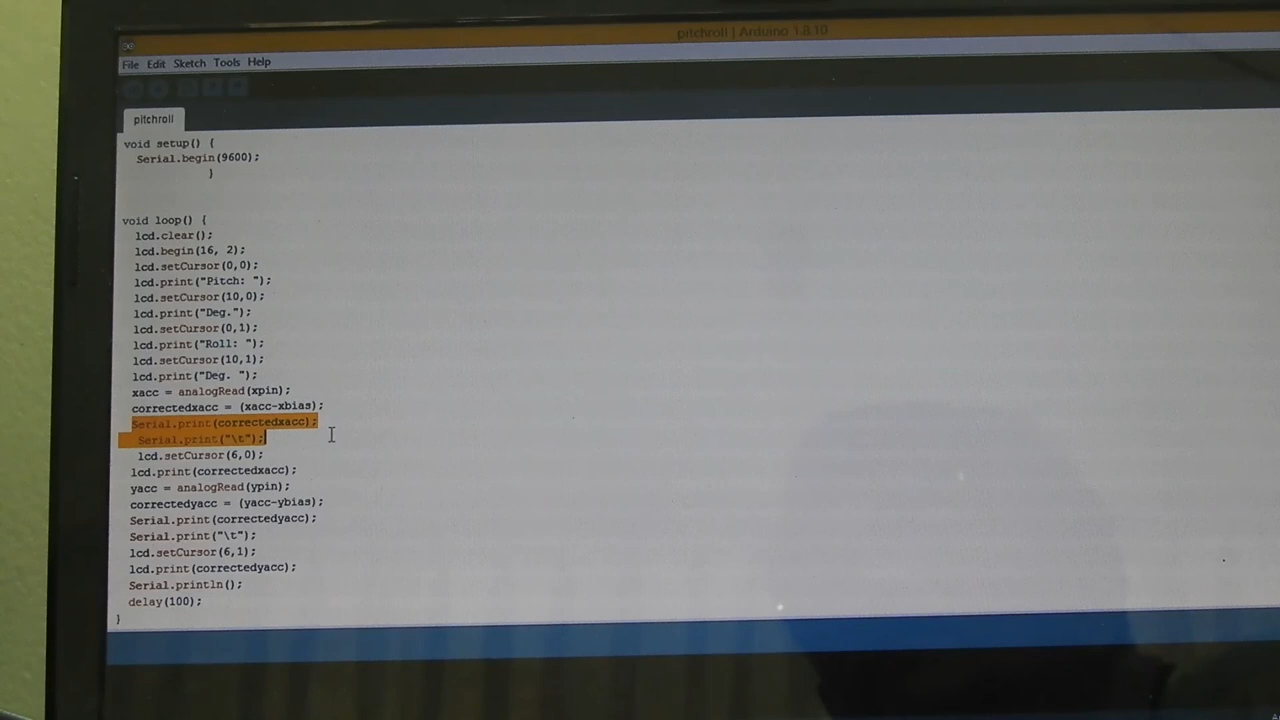 pitchroll | Arduino 1.8.10
File Edit Sketch Tools Help
pitchroll
void setup() {
Serial.begin(9600);
}
void loop() {
lcd.clear();
lcd.begin(16, 2);
lcd.setCursor(0,0);
lcd.print("Pitch: ");
lcd.setCursor(10,0);
lcd.print("Deg.");
lcd.setCursor(0,1);
lcd.print("Roll: ");
lcd.setCursor(10,1);
lcd.print("Deg. ");
xacc = analogRead(xpin);
correctedxacc = (xacc-xbias);
Serial.print(correctedxacc);
Serial.print("\t");
lcd.setCursor(6,0);
lcd.print(correctedxacc);
yacc = analogRead(ypin);
correctedyacc = (yacc-ybias);
Serial.print(correctedyacc);
Serial.print("\t");
lcd.setCursor(6,1);
lcd.print(correctedyacc);
Serial.println();
delay(100);
}